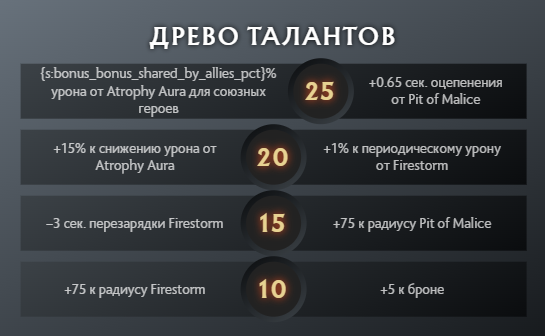 ДРЕВО ТАЛАНТОВ
{s:bonus_bonus_shared_by_allies_pct}%
урона от Atrophy Aura для союзных
героев
25
+0.65 сек. оцепенения
от Pit of Malice
+15% к снижению урона от
Atrophy Aura
20
+1% к периодическому урону
от Firestorm
−3 сек. перезарядки Firestorm
15
+75 к радиусу Pit of Malice
+75 к радиусу Firestorm
10
+5 к броне